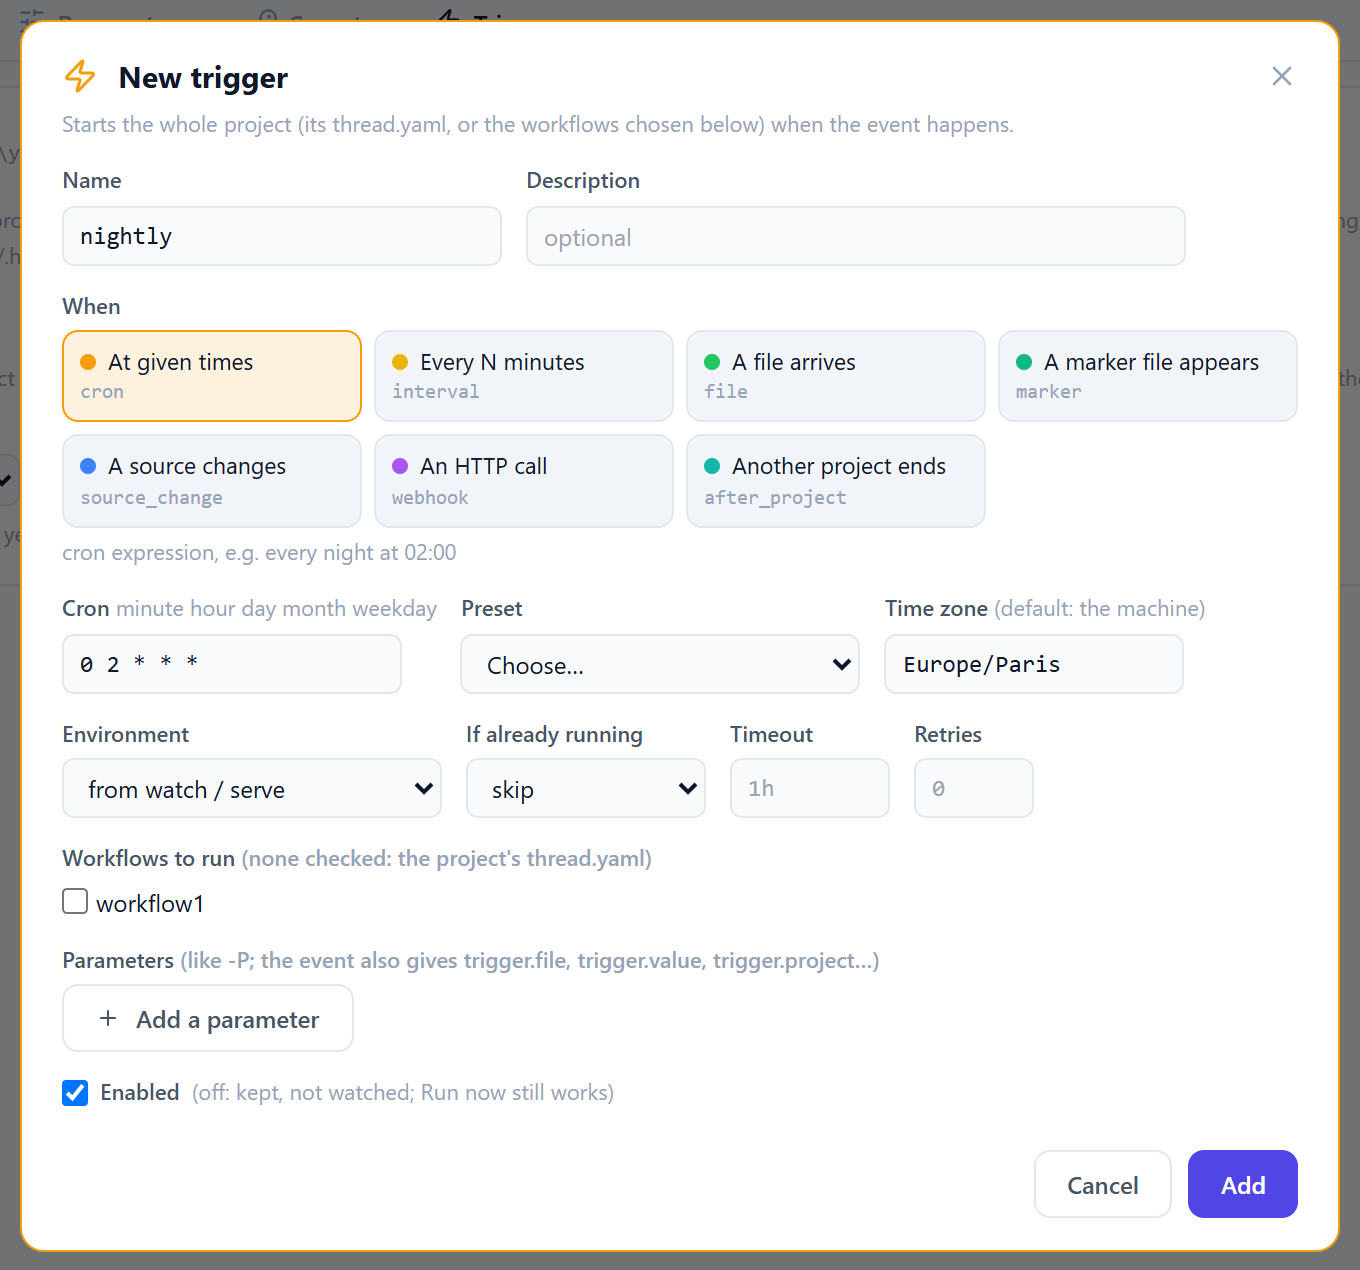 New trigger
Starts the whole project (its thread.yaml, or the workflows chosen below) when the event happens.
Name
Description
nightly
optional
When
At given times
cron
Every N minutes
interval
A file arrives
file
A marker file appears
marker
A source changes
source_change
An HTTP call
webhook
Another project ends
after_project
cron expression, e.g. every night at 02:00
Cron minute hour day month weekday
Preset
Time zone (default: the machine)
0 2 * * *
Choose...
Europe/Paris
Environment
If already running
Timeout
Retries
from watch / serve
skip
1h
0
Workflows to run (none checked: the project's thread.yaml)
workflow1
Parameters (like -P; the event also gives trigger.file, trigger.value, trigger.project...)
+ Add a parameter
Enabled (off: kept, not watched; Run now still works)
Cancel
Add